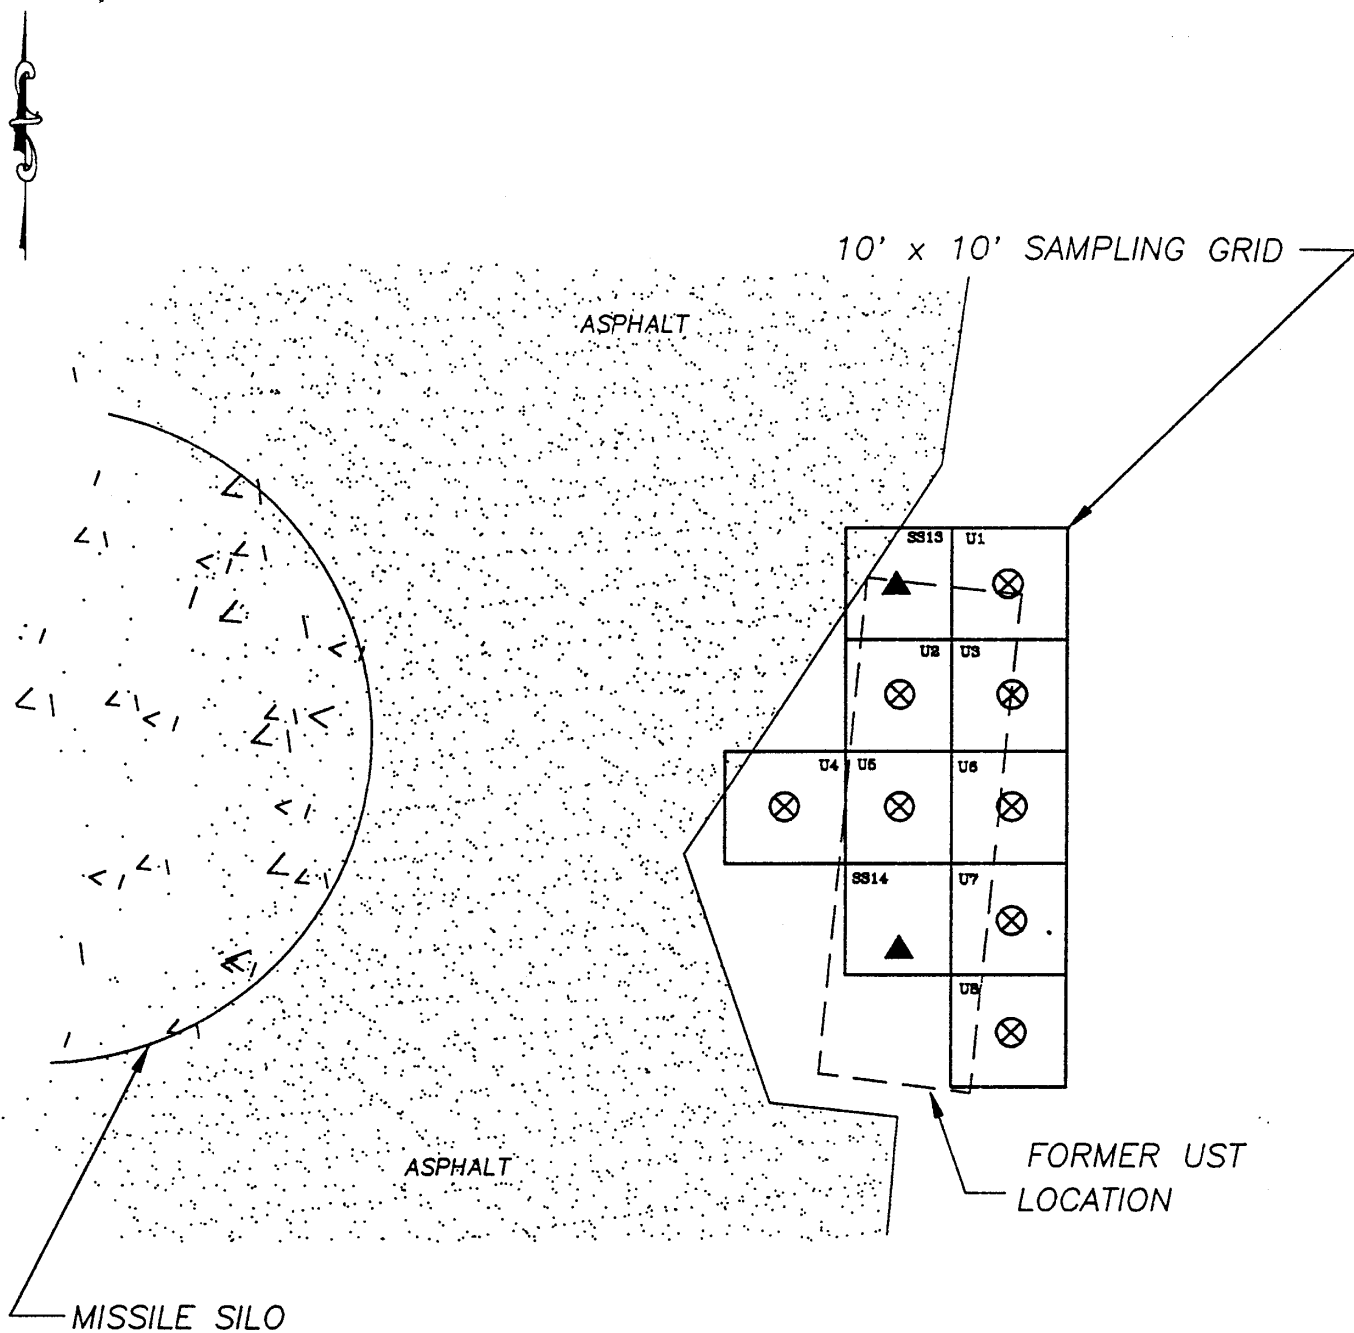 10' x 10' SAMPLING GRID
ASPHALT
SS13 U1
U2 U3
U4 U5 U6
SS14 U7
U8
FORMER UST
LOCATION
ASPHALT
MISSILE SILO